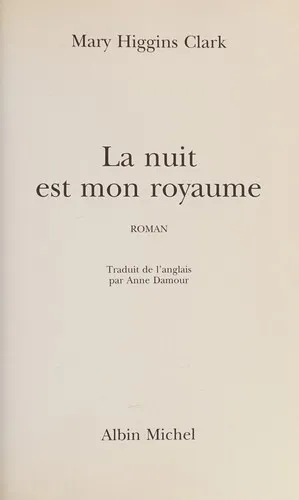 Mary Higgins Clark
La nuit
est mon royaume
ROMAN
Traduit de l'anglais
par Anne Damour
Albin Michel